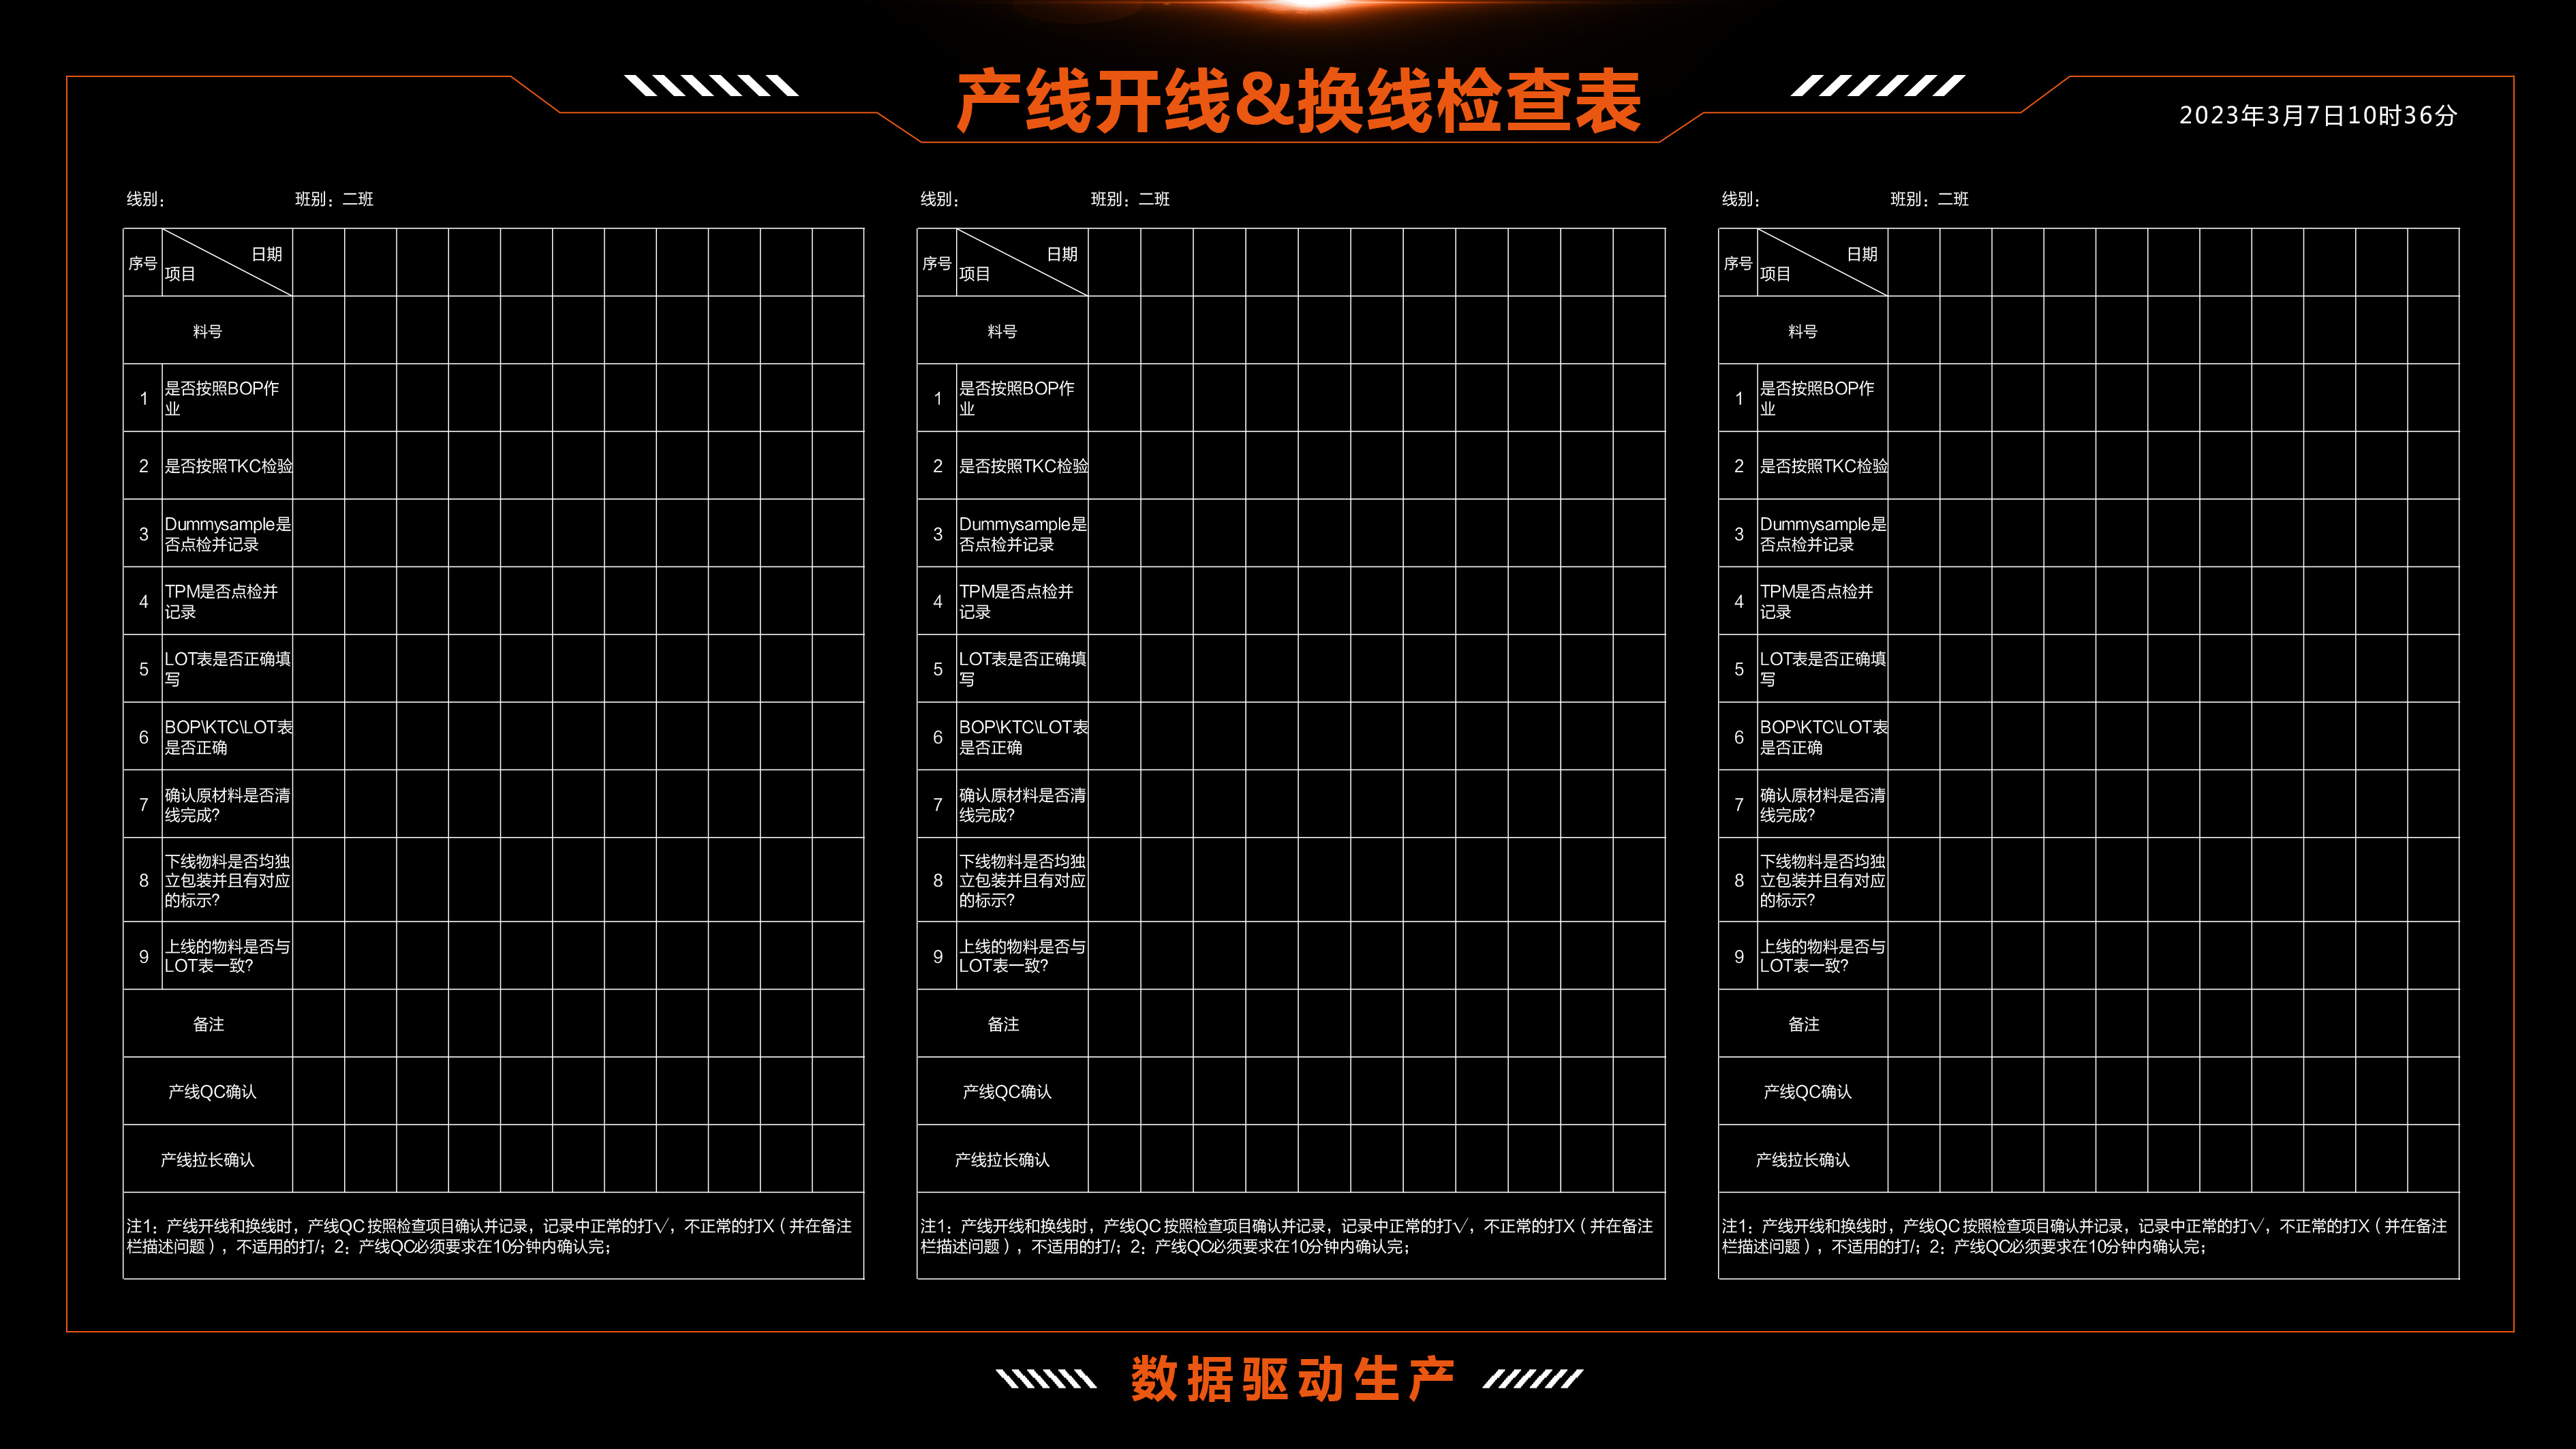 产线开线&换线检查表
2023年3月7日10时36分
线别：
班别：二班
序号
日期
项目
料号
1
是否按照BOP作
业
2
是否按照TKC检验
3
Dummysample是
否点检并记录
4
TPM是否点检并
记录
5
LOT表是否正确填
写
6
BOP\KTC\LOT表
是否正确
7
确认原材料是否清
线完成？
8
下线物料是否均独
立包装并且有对应
的标示？
9
上线的物料是否与
LOT表一致？
备注
产线QC确认
产线拉长确认
注1：产线开线和换线时，产线QC按照检查项目确认并记录，记录中正常的打√，不正常的打X（并在备注
栏描述问题），不适用的打/；2：产线QC必须要求在10分钟内确认完；
线别：
班别：二班
序号
日期
项目
料号
1
是否按照BOP作
业
2
是否按照TKC检验
3
Dummysample是
否点检并记录
4
TPM是否点检并
记录
5
LOT表是否正确填
写
6
BOP\KTC\LOT表
是否正确
7
确认原材料是否清
线完成？
8
下线物料是否均独
立包装并且有对应
的标示？
9
上线的物料是否与
LOT表一致？
备注
产线QC确认
产线拉长确认
注1：产线开线和换线时，产线QC按照检查项目确认并记录，记录中正常的打√，不正常的打X（并在备注
栏描述问题），不适用的打/；2：产线QC必须要求在10分钟内确认完；
线别：
班别：二班
序号
日期
项目
料号
1
是否按照BOP作
业
2
是否按照TKC检验
3
Dummysample是
否点检并记录
4
TPM是否点检并
记录
5
LOT表是否正确填
写
6
BOP\KTC\LOT表
是否正确
7
确认原材料是否清
线完成？
8
下线物料是否均独
立包装并且有对应
的标示？
9
上线的物料是否与
LOT表一致？
备注
产线QC确认
产线拉长确认
注1：产线开线和换线时，产线QC按照检查项目确认并记录，记录中正常的打√，不正常的打X（并在备注
栏描述问题），不适用的打/；2：产线QC必须要求在10分钟内确认完；
数据驱动生产